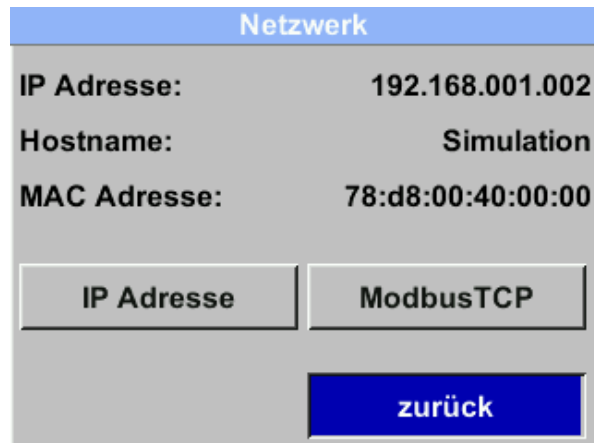 Netzwerk
IP Adresse: 192.168.001.002
Hostname: Simulation
MAC Adresse: 78:d8:00:40:00:00
IP Adresse ModbusTCP
zurück